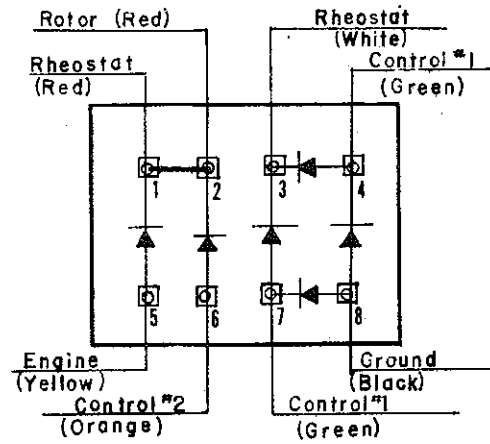 Rotor (Red)
Rheostat
(White)
Rheostat
(Red)
Control #1
(Green)
1 2 3 4
5 6 7 8
Engine
(Yellow)
Ground
(Black)
Control #2
(Orange)
Control #1
(Green)